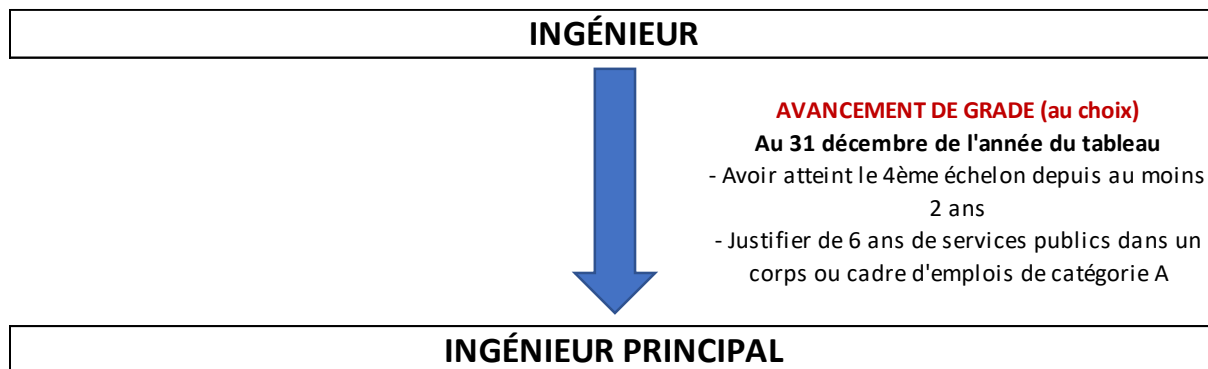 INGÉNIEUR
AVANCEMENT DE GRADE (au choix)
Au 31 décembre de l'année du tableau
- Avoir atteint le 4ème échelon depuis au moins
2 ans
- Justifier de 6 ans de services publics dans un
corps ou cadre d'emplois de catégorie A
INGÉNIEUR PRINCIPAL